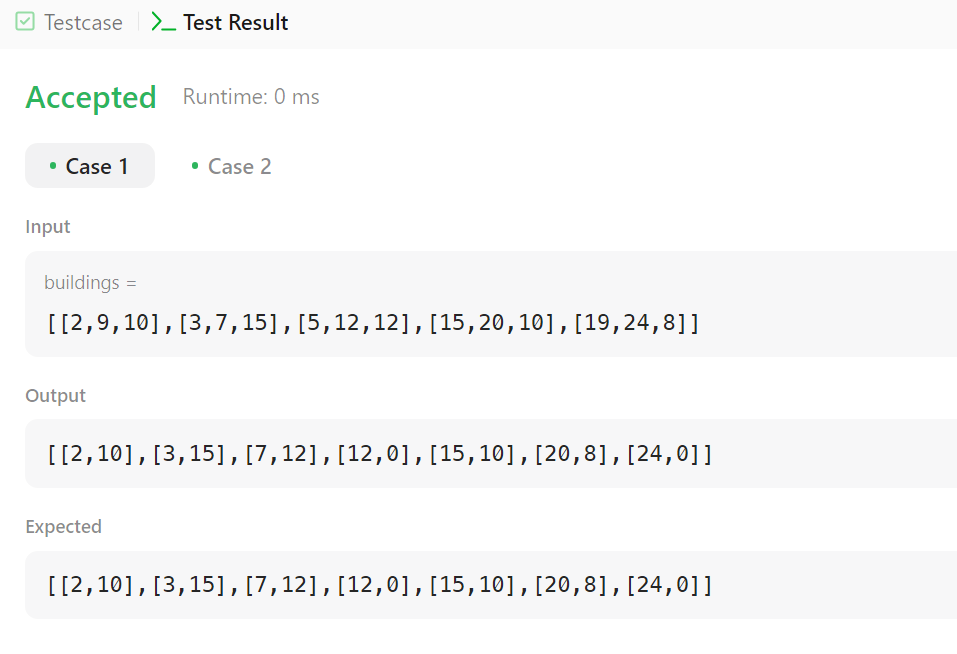 Testcase
Test Result
Accepted
Runtime: 0 ms
Case 1
Case 2
Input
buildings =
[[2,9,10],[3,7,15],[5,12,12],[15,20,10],[19,24,8]]
Output
[[2,10],[3,15],[7,12],[12,0],[15,10],[20,8],[24,0]]
Expected
[[2,10],[3,15],[7,12],[12,0],[15,10],[20,8],[24,0]]